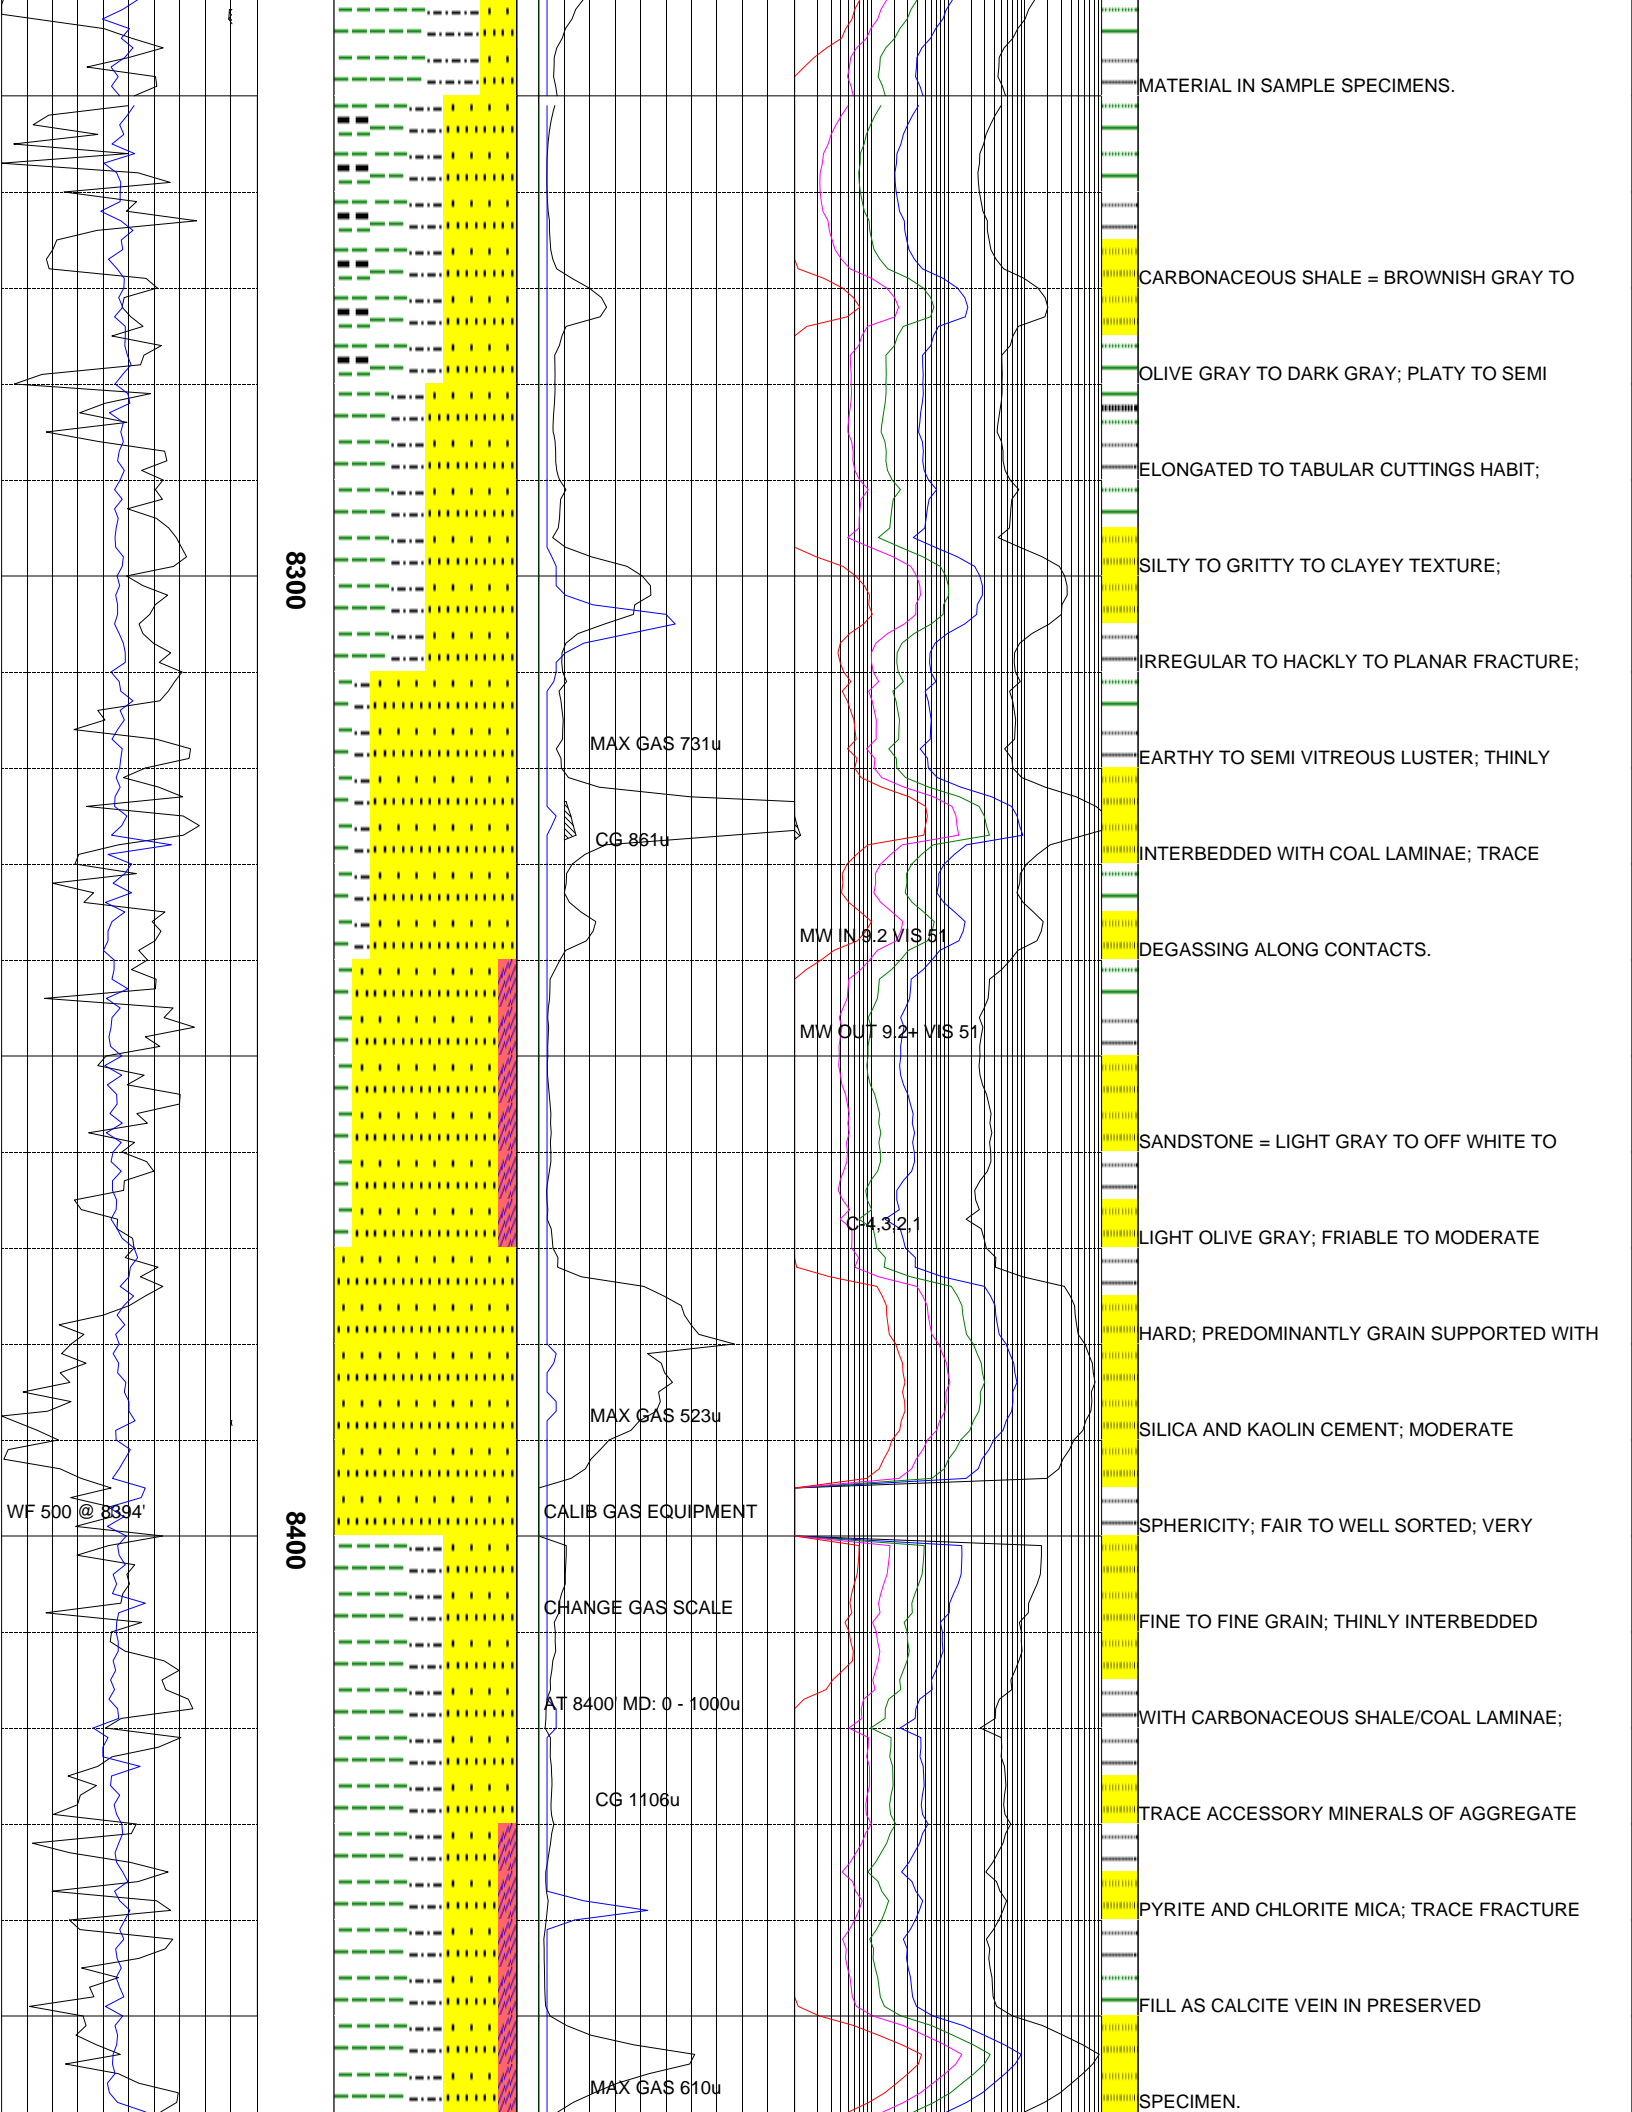 MATERIAL IN SAMPLE SPECIMENS.
CARBONACEOUS SHALE = BROWNISH GRAY TO
OLIVE GRAY TO DARK GRAY; PLATY TO SEMI
ELONGATED TO TABULAR CUTTINGS HABIT;
8300
SILTY TO GRITTY TO CLAYEY TEXTURE;
IRREGULAR TO HACKLY TO PLANAR FRACTURE;
MAX GAS 731u
EARTHY TO SEMI VITREOUS LUSTER; THINLY
CG 861u
INTERBEDDED WITH COAL LAMINAE; TRACE
MW IN 9.2 VIS 51
DEGASSING ALONG CONTACTS.
MW OUT 9.2+ VIS 51
SANDSTONE = LIGHT GRAY TO OFF WHITE TO
C-4,3,2,1
LIGHT OLIVE GRAY; FRIABLE TO MODERATE
HARD; PREDOMINANTLY GRAIN SUPPORTED WITH
MAX GAS 523u
SILICA AND KAOLIN CEMENT; MODERATE
WF 500 @ 8394'
8400
CALIB GAS EQUIPMENT
SPHERICITY; FAIR TO WELL SORTED; VERY
CHANGE GAS SCALE
FINE TO FINE GRAIN; THINLY INTERBEDDED
AT 8400' MD: 0 - 1000u
WITH CARBONACEOUS SHALE/COAL LAMINAE;
CG 1106u
TRACE ACCESSORY MINERALS OF AGGREGATE
PYRITE AND CHLORITE MICA; TRACE FRACTURE
FILL AS CALCITE VEIN IN PRESERVED
MAX GAS 610u
SPECIMEN.